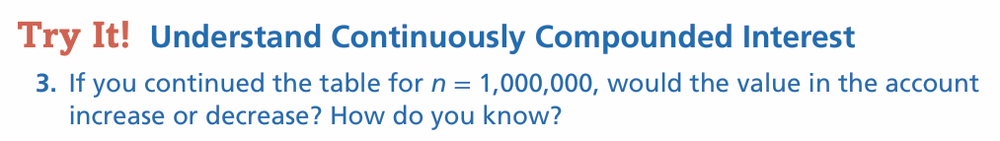 Try It! Understand Continuously Compounded Interest
3. If you continued the table for n = 1,000,000, would the value in the account
increase or decrease? How do you know?